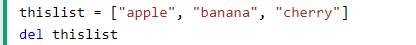 thislist = ["apple", "banana", "cherry"]
del thislist